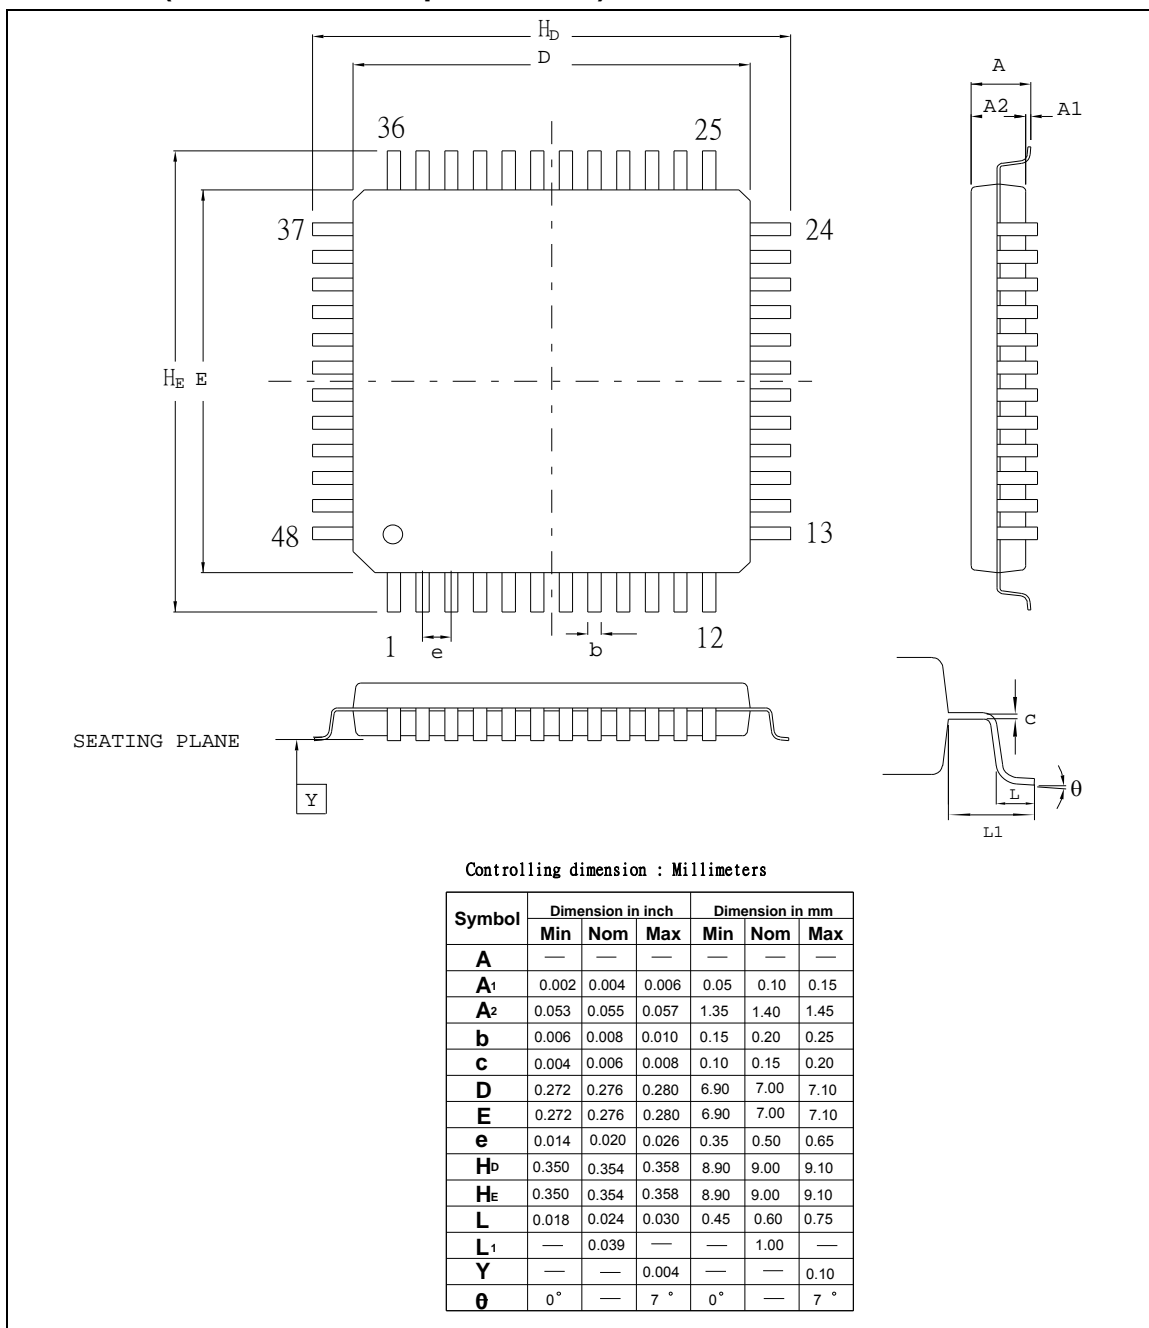 H_D
D
A
A2 A1
36 25
37 24
H_E E
48 13
1 e b 12
SEATING PLANE
Y
c
L θ
L1
Controlling dimension : Millimeters
Symbol Dimension in inch Dimension in mm
Min Nom Max Min Nom Max
A — — — — — —
A1 0.002 0.004 0.006 0.05 0.10 0.15
A2 0.053 0.055 0.057 1.35 1.40 1.45
b 0.006 0.008 0.010 0.15 0.20 0.25
c 0.004 0.006 0.008 0.10 0.15 0.20
D 0.272 0.276 0.280 6.90 7.00 7.10
E 0.272 0.276 0.280 6.90 7.00 7.10
e 0.014 0.020 0.026 0.35 0.50 0.65
HD 0.350 0.354 0.358 8.90 9.00 9.10
HE 0.350 0.354 0.358 8.90 9.00 9.10
L 0.018 0.024 0.030 0.45 0.60 0.75
L1 — 0.039 — — 1.00 —
Y — — 0.004 — — 0.10
θ 0° — 7° 0° — 7°